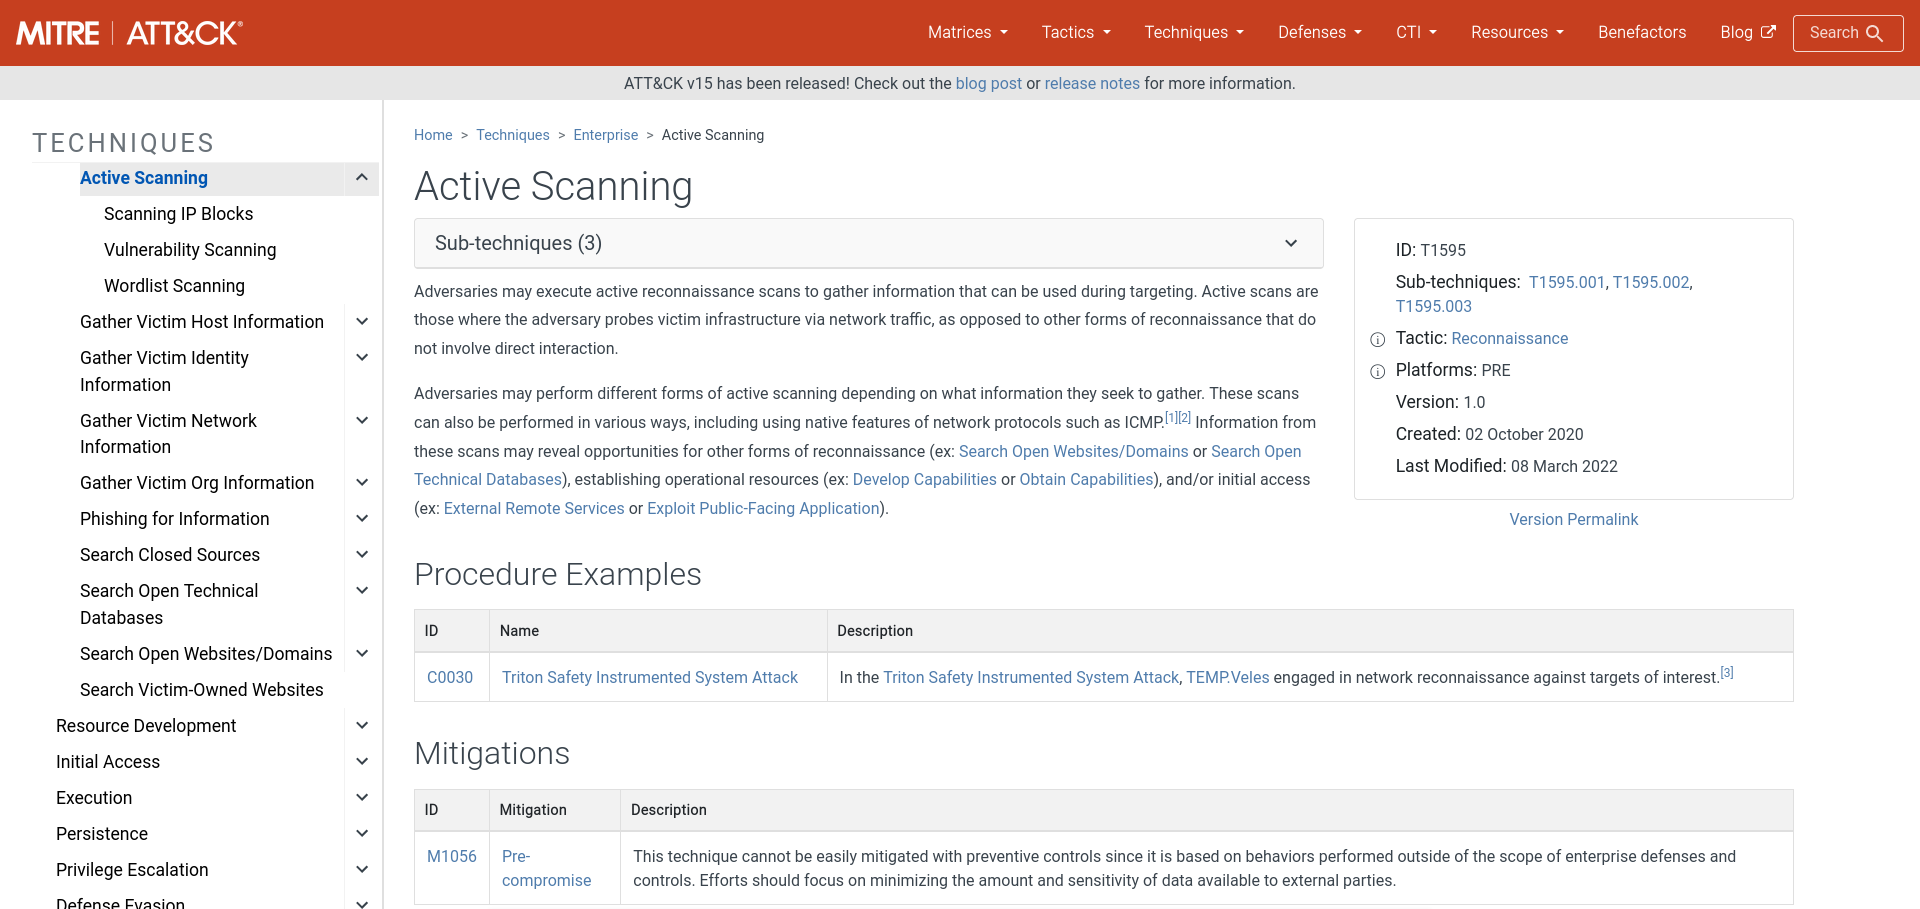 MITRE | ATT&CK®
Matrices
Tactics
Techniques
Defenses
CTI
Resources
Benefactors
Blog
Search
ATT&CK v15 has been released! Check out the blog post or release notes for more information.
TECHNIQUES
Active Scanning
Scanning IP Blocks
Vulnerability Scanning
Wordlist Scanning
Gather Victim Host Information
Gather Victim Identity
Information
Gather Victim Network
Information
Gather Victim Org Information
Phishing for Information
Search Closed Sources
Search Open Technical
Databases
Search Open Websites/Domains
Search Victim-Owned Websites
Resource Development
Initial Access
Execution
Persistence
Privilege Escalation
Defense Evasion
Home > Techniques > Enterprise > Active Scanning
Active Scanning
Sub-techniques (3)
Adversaries may execute active reconnaissance scans to gather information that can be used during targeting. Active scans are
those where the adversary probes victim infrastructure via network traffic, as opposed to other forms of reconnaissance that do
not involve direct interaction.
Adversaries may perform different forms of active scanning depending on what information they seek to gather. These scans
can also be performed in various ways, including using native features of network protocols such as ICMP.[1][2] Information from
these scans may reveal opportunities for other forms of reconnaissance (ex: Search Open Websites/Domains or Search Open
Technical Databases), establishing operational resources (ex: Develop Capabilities or Obtain Capabilities), and/or initial access
(ex: External Remote Services or Exploit Public-Facing Application).
ID: T1595
Sub-techniques: T1595.001, T1595.002,
T1595.003
Tactic: Reconnaissance
Platforms: PRE
Version: 1.0
Created: 02 October 2020
Last Modified: 08 March 2022
Version Permalink
Procedure Examples
ID Name Description
C0030 Triton Safety Instrumented System Attack In the Triton Safety Instrumented System Attack, TEMP.Veles engaged in network reconnaissance against targets of interest.[3]
Mitigations
ID Mitigation Description
M1056 Pre- This technique cannot be easily mitigated with preventive controls since it is based on behaviors performed outside of the scope of enterprise defenses and
compromise controls. Efforts should focus on minimizing the amount and sensitivity of data available to external parties.